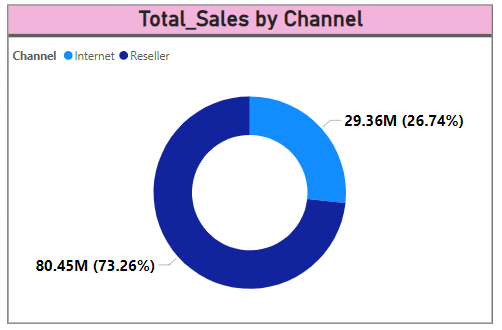 Total_Sales by Channel
Channel Internet Reseller
29.36M (26.74%)
80.45M (73.26%)